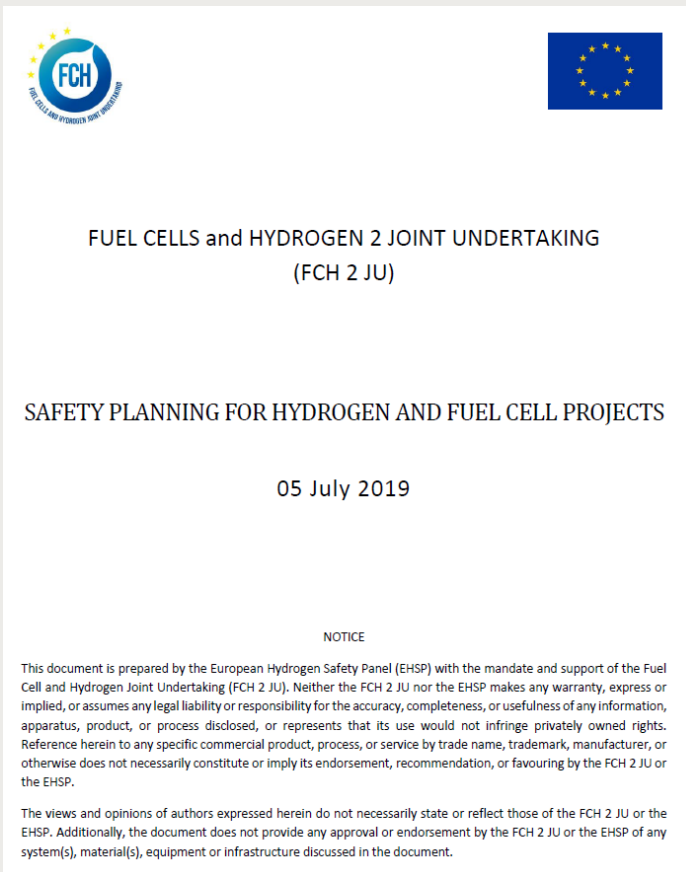 FCH
FUEL CELLS AND HYDROGEN JOINT UNDERTAKING
FUEL CELLS and HYDROGEN 2 JOINT UNDERTAKING
(FCH 2 JU)
SAFETY PLANNING FOR HYDROGEN AND FUEL CELL PROJECTS
05 July 2019
NOTICE
This document is prepared by the European Hydrogen Safety Panel (EHSP) with the mandate and support of the Fuel
Cell and Hydrogen Joint Undertaking (FCH 2 JU). Neither the FCH 2 JU nor the EHSP makes any warranty, express or
implied, or assumes any legal liability or responsibility for the accuracy, completeness, or usefulness of any information,
apparatus, product, or process disclosed, or represents that its use would not infringe privately owned rights.
Reference herein to any specific commercial product, process, or service by trade name, trademark, manufacturer, or
otherwise does not necessarily constitute or imply its endorsement, recommendation, or favouring by the FCH 2 JU or
the EHSP.
The views and opinions of authors expressed herein do not necessarily state or reflect those of the FCH 2 JU or the
EHSP. Additionally, the document does not provide any approval or endorsement by the FCH 2 JU or the EHSP of any
system(s), material(s), equipment or infrastructure discussed in the document.